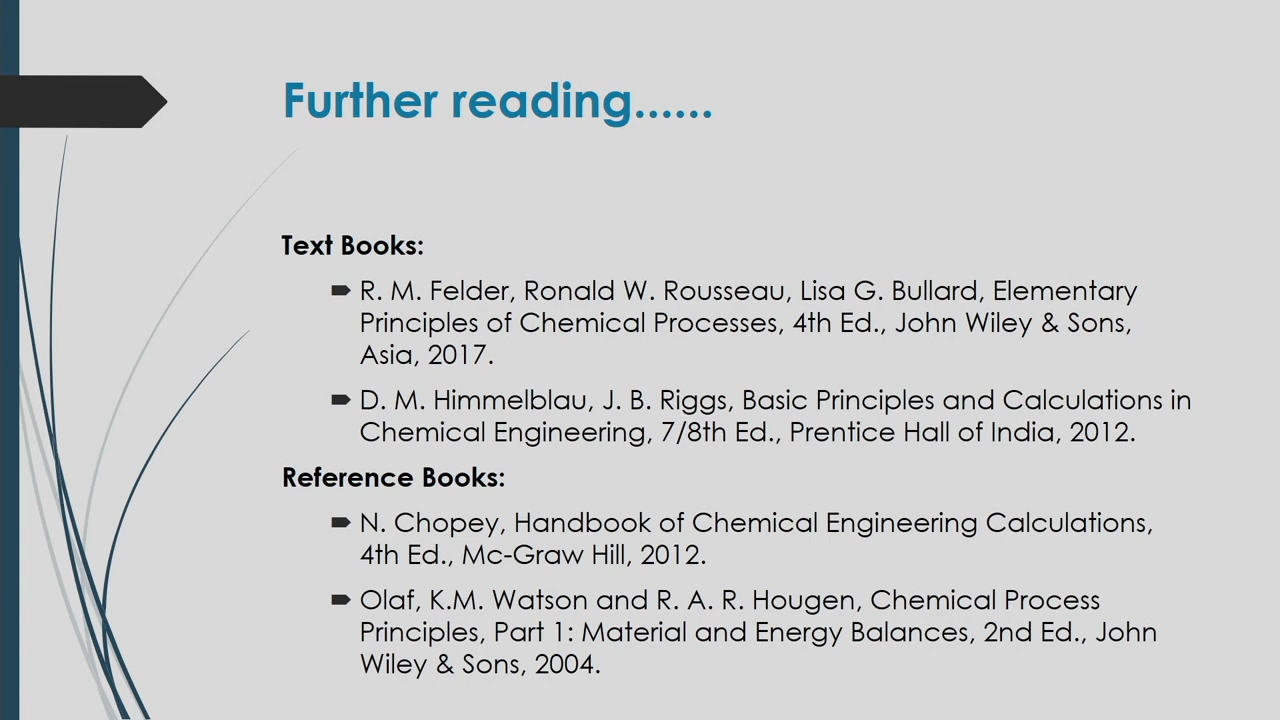 Further reading......
Text Books:
R. M. Felder, Ronald W. Rousseau, Lisa G. Bullard, Elementary
Principles of Chemical Processes, 4th Ed., John Wiley & Sons,
Asia, 2017.
D. M. Himmelblau, J. B. Riggs, Basic Principles and Calculations in
Chemical Engineering, 7/8th Ed., Prentice Hall of India, 2012.
Reference Books:
N. Chopey, Handbook of Chemical Engineering Calculations,
4th Ed., Mc-Graw Hill, 2012.
Olaf, K.M. Watson and R. A. R. Hougen, Chemical Process
Principles, Part 1: Material and Energy Balances, 2nd Ed., John
Wiley & Sons, 2004.